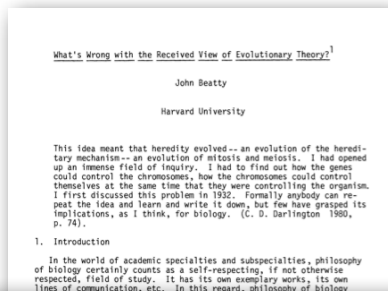 What's Wrong with the Received View of Evolutionary Theory?1
John Beatty
Harvard University
This idea meant that heredity evolved -- an evolution of the heredi-
tary mechanism -- an evolution of mitosis and meiosis. I had opened
up an immense field of inquiry. I had to find out how the genes
could control the chromosomes, how the chromosomes could control
themselves at the same time that they were controlling the organism.
I first discussed this problem in 1932. Formally anybody can re-
peat the idea and learn and write it down, but few have grasped its
implications, as I think, for biology. (C. D. Darlington 1980,
p. 74).
1. Introduction
In the world of academic specialties and subspecialties, philosophy
of biology certainly counts as a self-respecting, if not otherwise
respected, field of study. It has its own exemplary works, its own
lines of communication, etc. In this regard, philosophy of biology